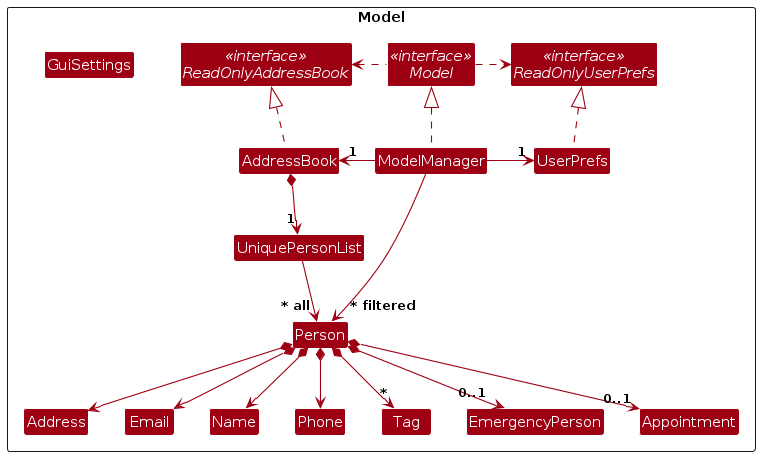 Model
GuiSettings
«interface»
ReadOnlyAddressBook
«interface»
Model
«interface»
ReadOnlyUserPrefs
AddressBook
1
ModelManager
1
UserPrefs
1
UniquePersonList
* all
* filtered
Person
*
0..1
0..1
Address
Email
Name
Phone
Tag
EmergencyPerson
Appointment